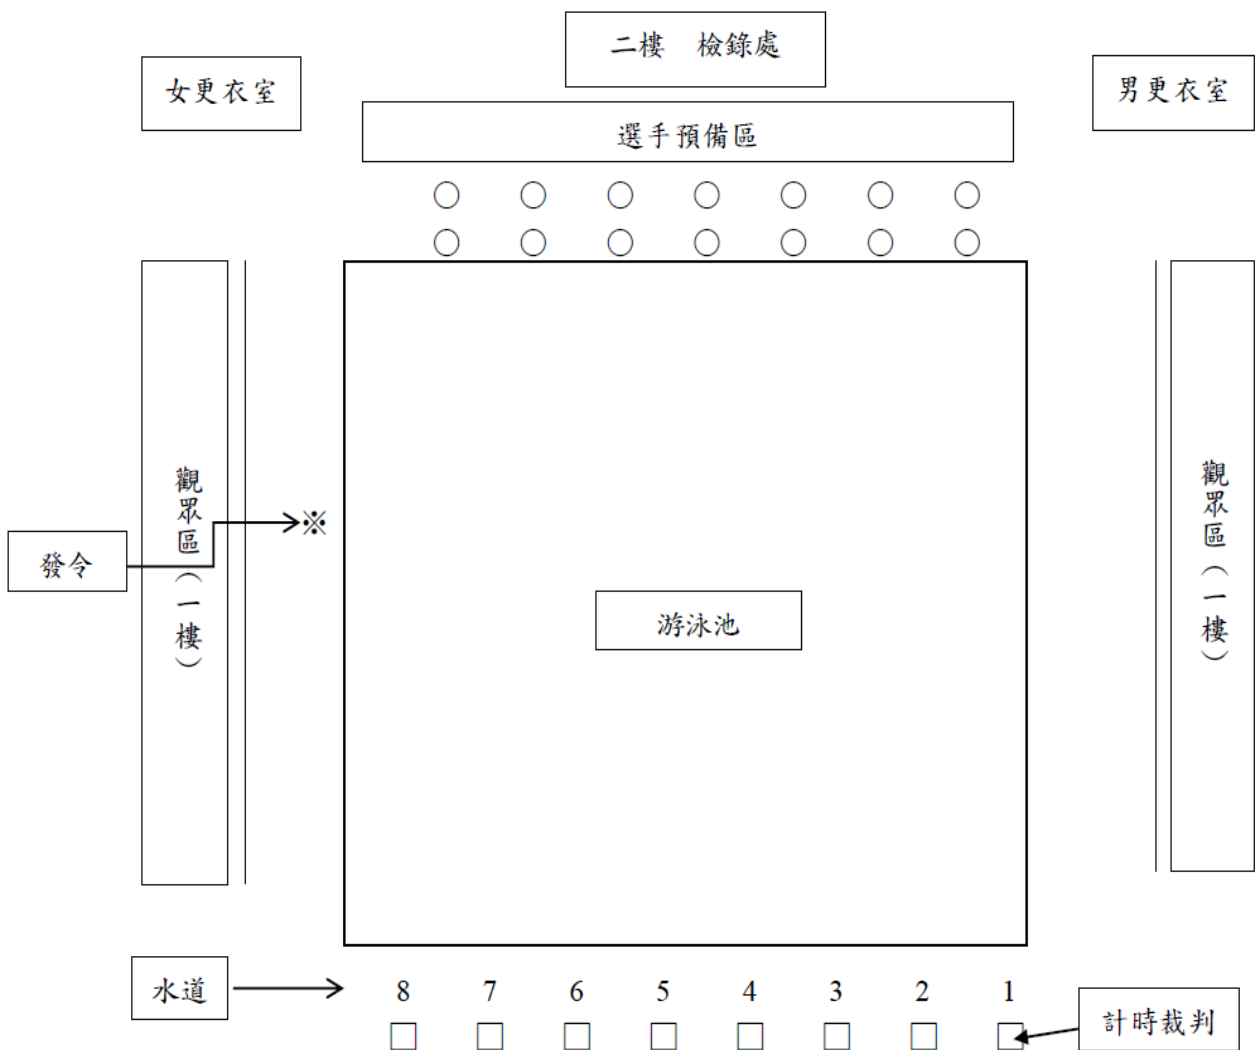 二樓　檢錄處
女更衣室
男更衣室
選手預備區
觀眾區（一樓）
觀眾區（一樓）
※
發令
游泳池
水道
8 7 6 5 4 3 2 1
計時裁判